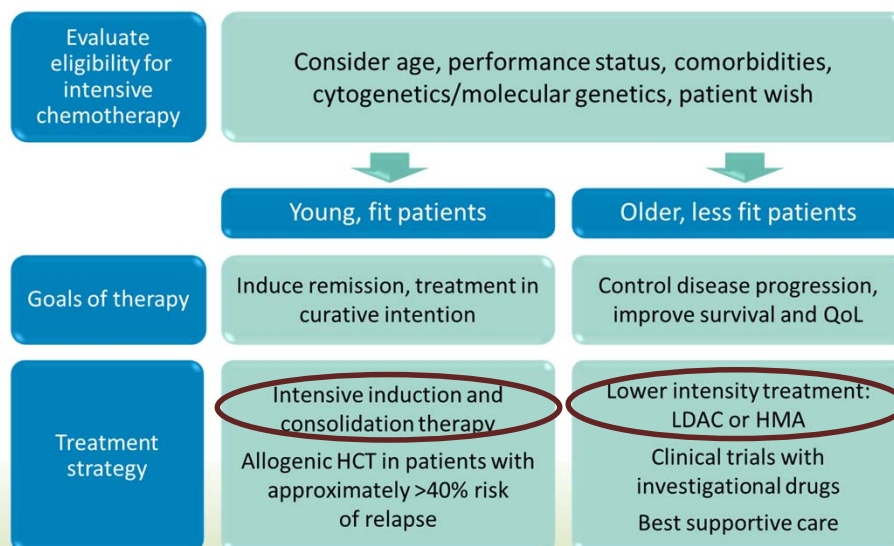 Evaluate
eligibility for
intensive
chemotherapy
Consider age, performance status, comorbidities,
cytogenetics/molecular genetics, patient wish
Young, fit patients
Older, less fit patients
Goals of therapy
Induce remission, treatment in
curative intention
Control disease progression,
improve survival and QoL
Treatment
strategy
Intensive induction and
consolidation therapy
Allogenic HCT in patients with
approximately >40% risk
of relapse
Lower intensity treatment:
LDAC or HMA
Clinical trials with
investigational drugs
Best supportive care